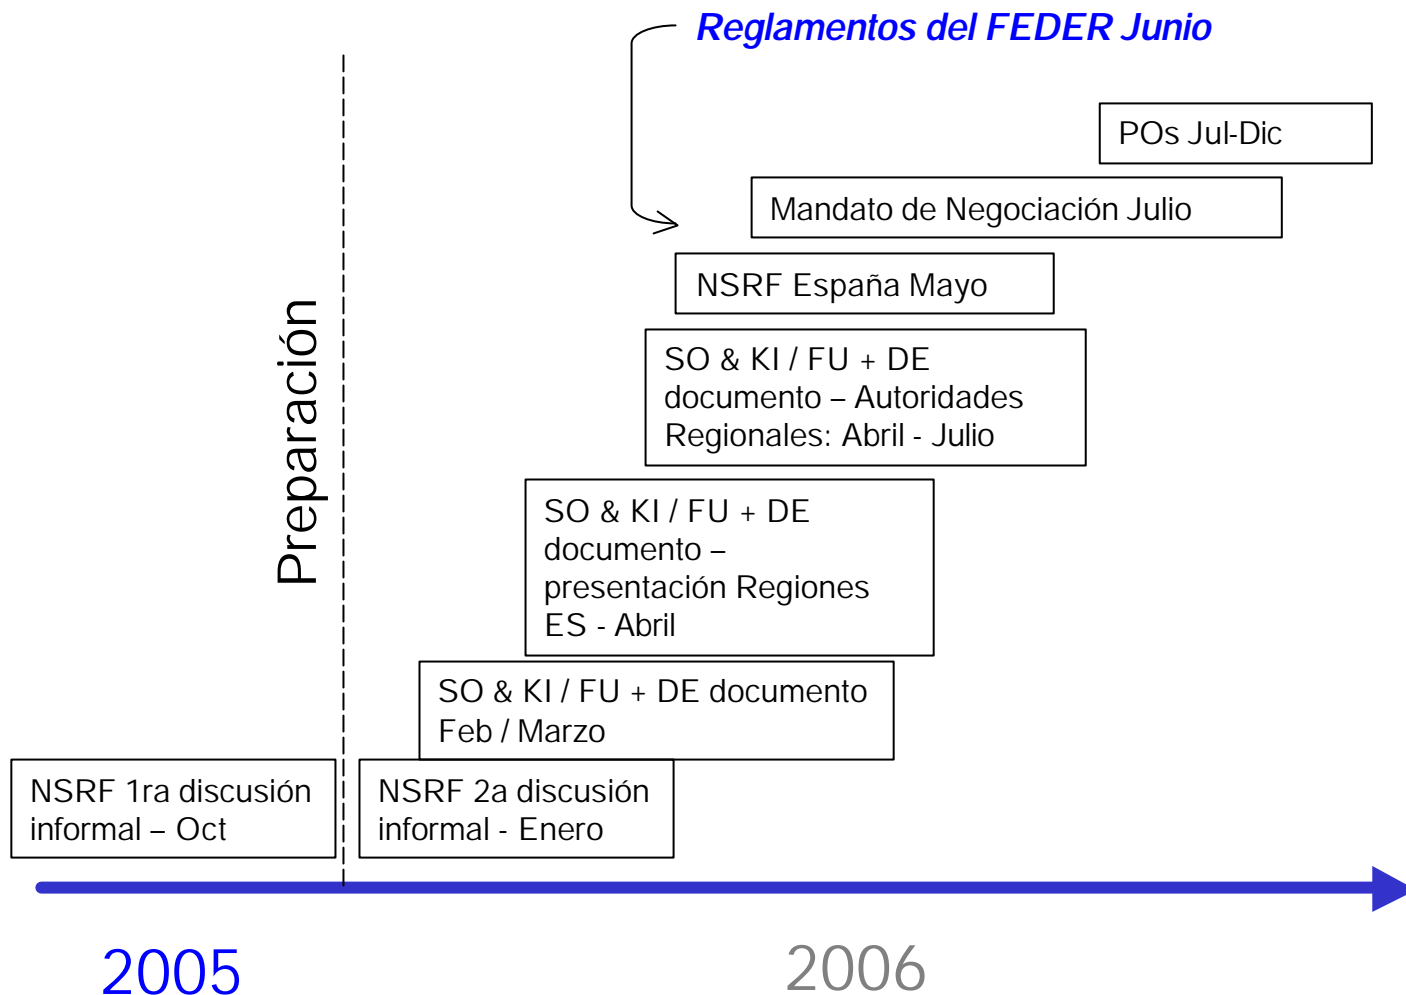 Reglamentos del FEDER Junio
POs Jul-Dic
Mandato de Negociación Julio
NSRF España Mayo
SO & KI / FU + DE
documento – Autoridades
Regionales: Abril - Julio
Preparación
SO & KI / FU + DE
documento –
presentación Regiones
ES - Abril
SO & KI / FU + DE documento
Feb / Marzo
NSRF 1ra discusión
informal – Oct
NSRF 2a discusión
informal - Enero
2005
2006